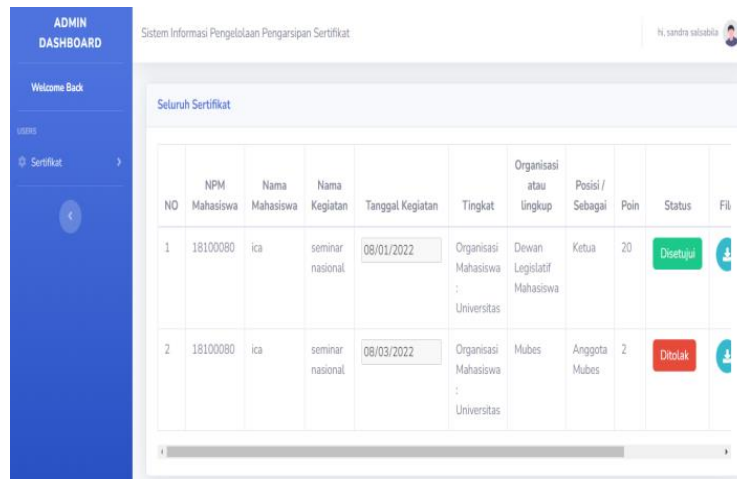 ADMIN
DASHBOARD
Sistem Informasi Pengelolaan Pengarsipan Sertifikat
hi, sandra salsabila
Welcome Back
Seluruh Sertifikat
USERS
Sertifikat
NO
NPM
Mahasiswa
Nama
Mahasiswa
Nama
Kegiatan
Tanggal Kegiatan
Tingkat
Organisasi
atau
lingkup
Posisi /
Sebagai
Poin
Status
1
18100080
ica
seminar
nasional
08/01/2022
Organisasi
Mahasiswa
:
Universitas
Dewan
Legislatif
Mahasiswa
Ketua
20
Disetujui
2
18100080
ica
seminar
nasional
08/03/2022
Organisasi
Mahasiswa
:
Universitas
Mubes
Anggota
Mubes
2
Ditolak